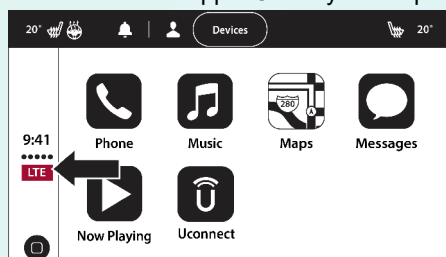 20° Devices 20°
Phone Music Maps Messages
280
9:41
LTE
Now Playing Uconnect